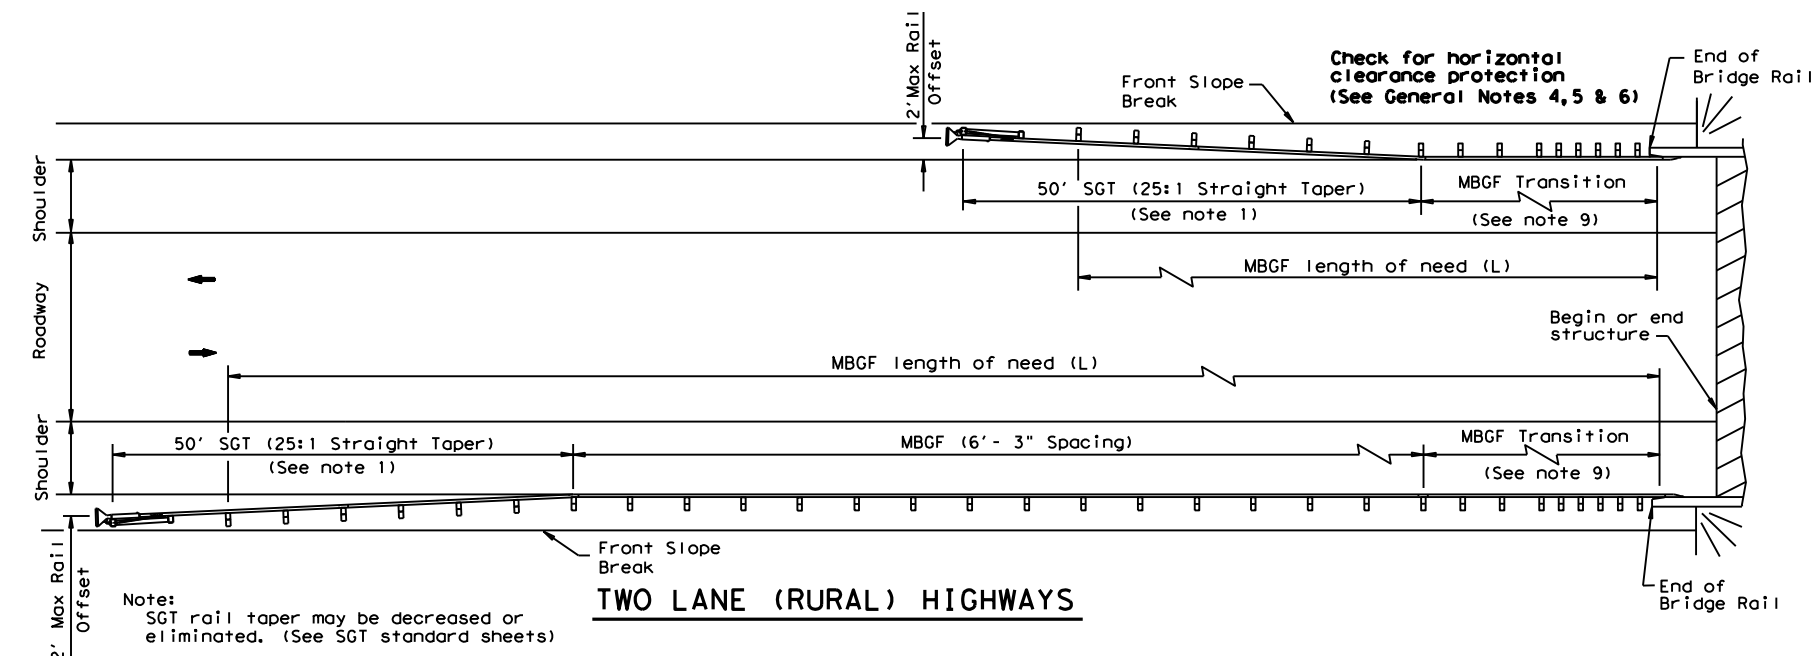 2' Max Rail
Offset
Front Slope
Break
Check for horizontal
clearance protection
(See General Notes 4, 5 & 6)
End of
Bridge Rail
Shoulder
50' SGT (25:1 Straight Taper)
(See note 1)
MBGF Transition
(See note 9)
MBGF length of need (L)
Roadway
Begin or end
structure
MBGF length of need (L)
Shoulder
50' SGT (25:1 Straight Taper)
(See note 1)
MBGF (6'- 3" Spacing)
MBGF Transition
(See note 9)
2' Max Rail
Offset
Front Slope
Break
End of
Bridge Rail
Note:
SGT rail taper may be decreased or
eliminated. (See SGT standard sheets)
TWO LANE (RURAL) HIGHWAYS